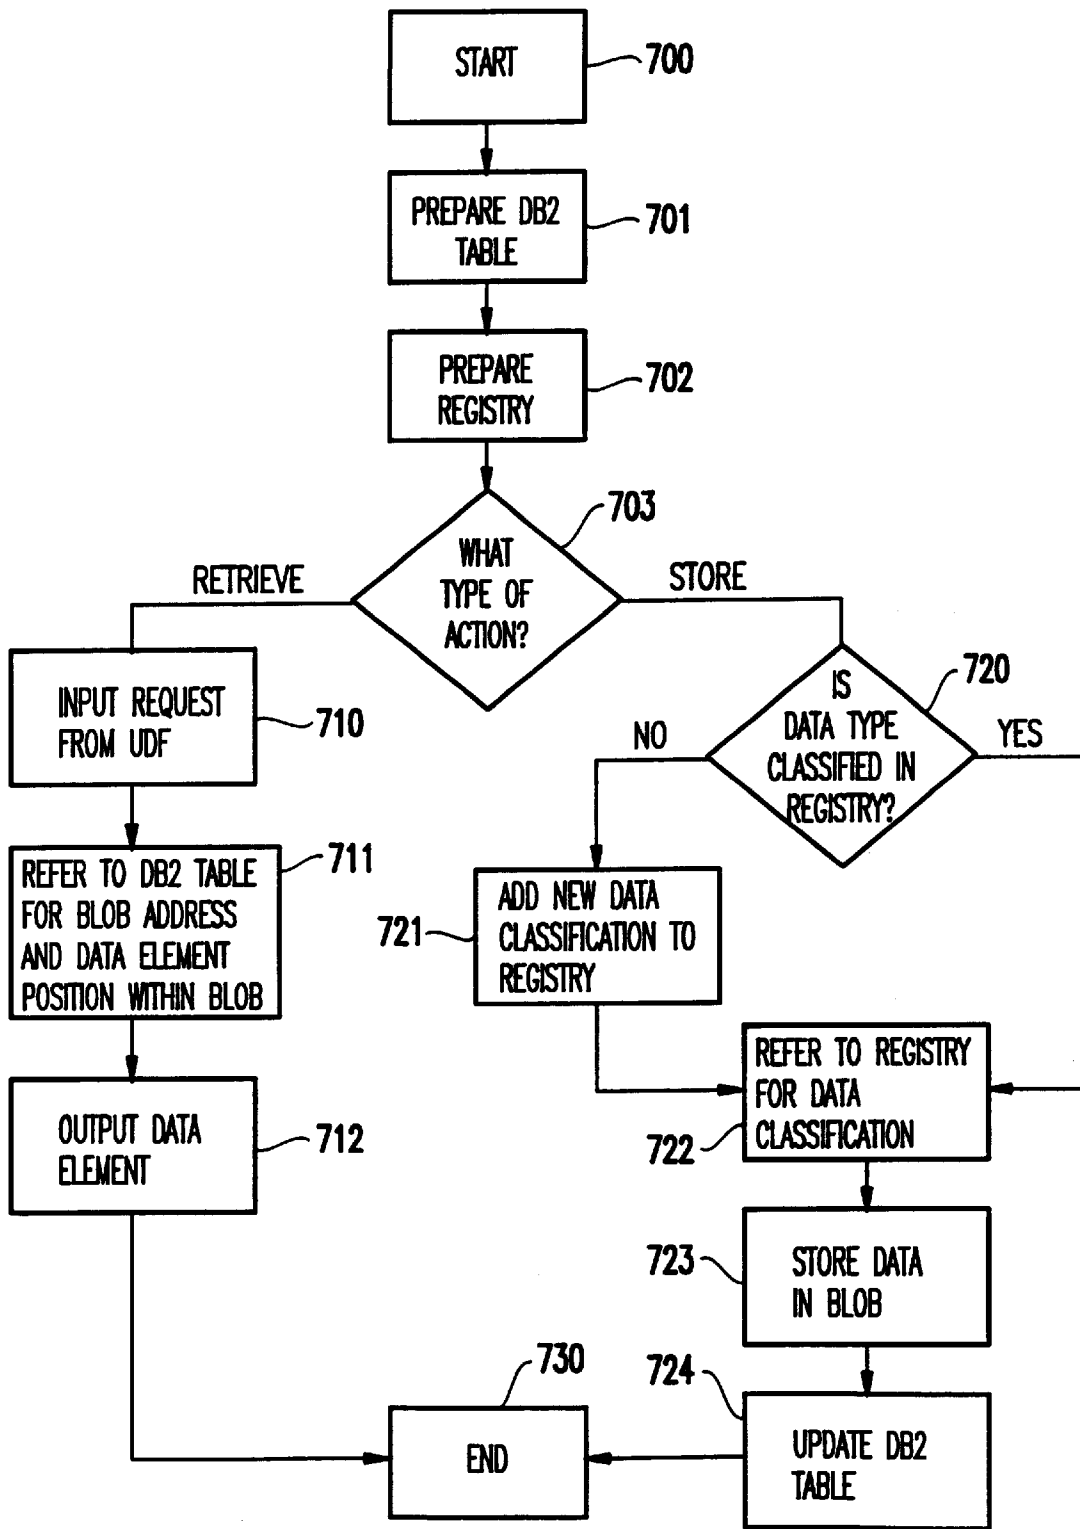 START
700
PREPARE DB2
TABLE
701
PREPARE
REGISTRY
702
WHAT
TYPE OF
ACTION?
703
RETRIEVE
STORE
INPUT REQUEST
FROM UDF
710
IS
DATA TYPE
CLASSIFIED IN
REGISTRY?
720
NO
YES
REFER TO DB2 TABLE
FOR BLOB ADDRESS
AND DATA ELEMENT
POSITION WITHIN BLOB
711
ADD NEW DATA
CLASSIFICATION TO
REGISTRY
721
REFER TO REGISTRY
FOR DATA
CLASSIFICATION
722
OUTPUT DATA
ELEMENT
712
STORE DATA
IN BLOB
723
UPDATE DB2
TABLE
724
END
730